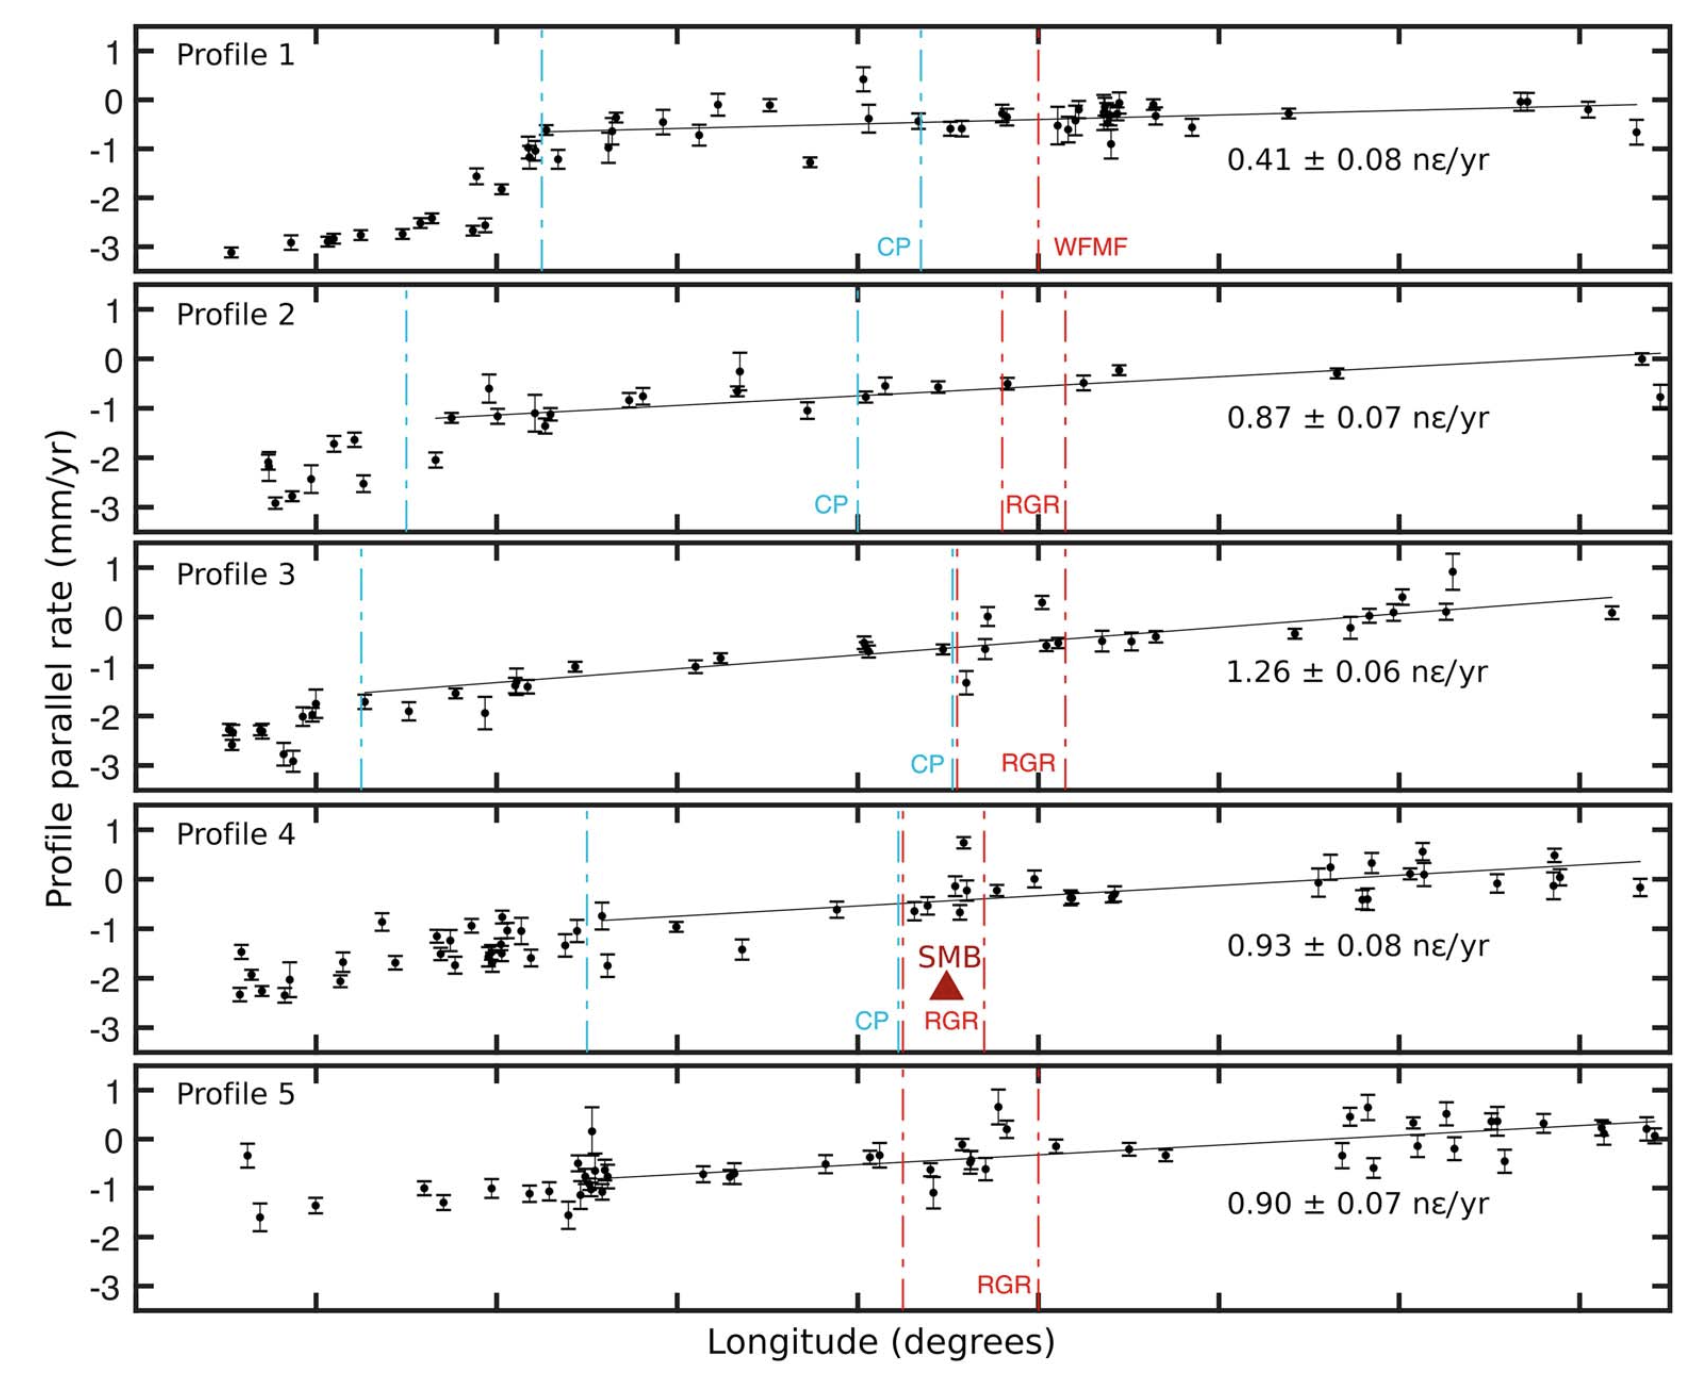 Profile parallel rate (mm/yr)
Profile 1
1
0
-1
-2
-3
0.41 ± 0.08 nε/yr
CP
WFMF
Profile 2
1
0
-1
-2
-3
0.87 ± 0.07 nε/yr
CP
RGR
Profile 3
1
0
-1
-2
-3
1.26 ± 0.06 nε/yr
CP
RGR
Profile 4
1
0
-1
-2
-3
0.93 ± 0.08 nε/yr
SMB
CP
RGR
Profile 5
1
0
-1
-2
-3
0.90 ± 0.07 nε/yr
RGR
Longitude (degrees)